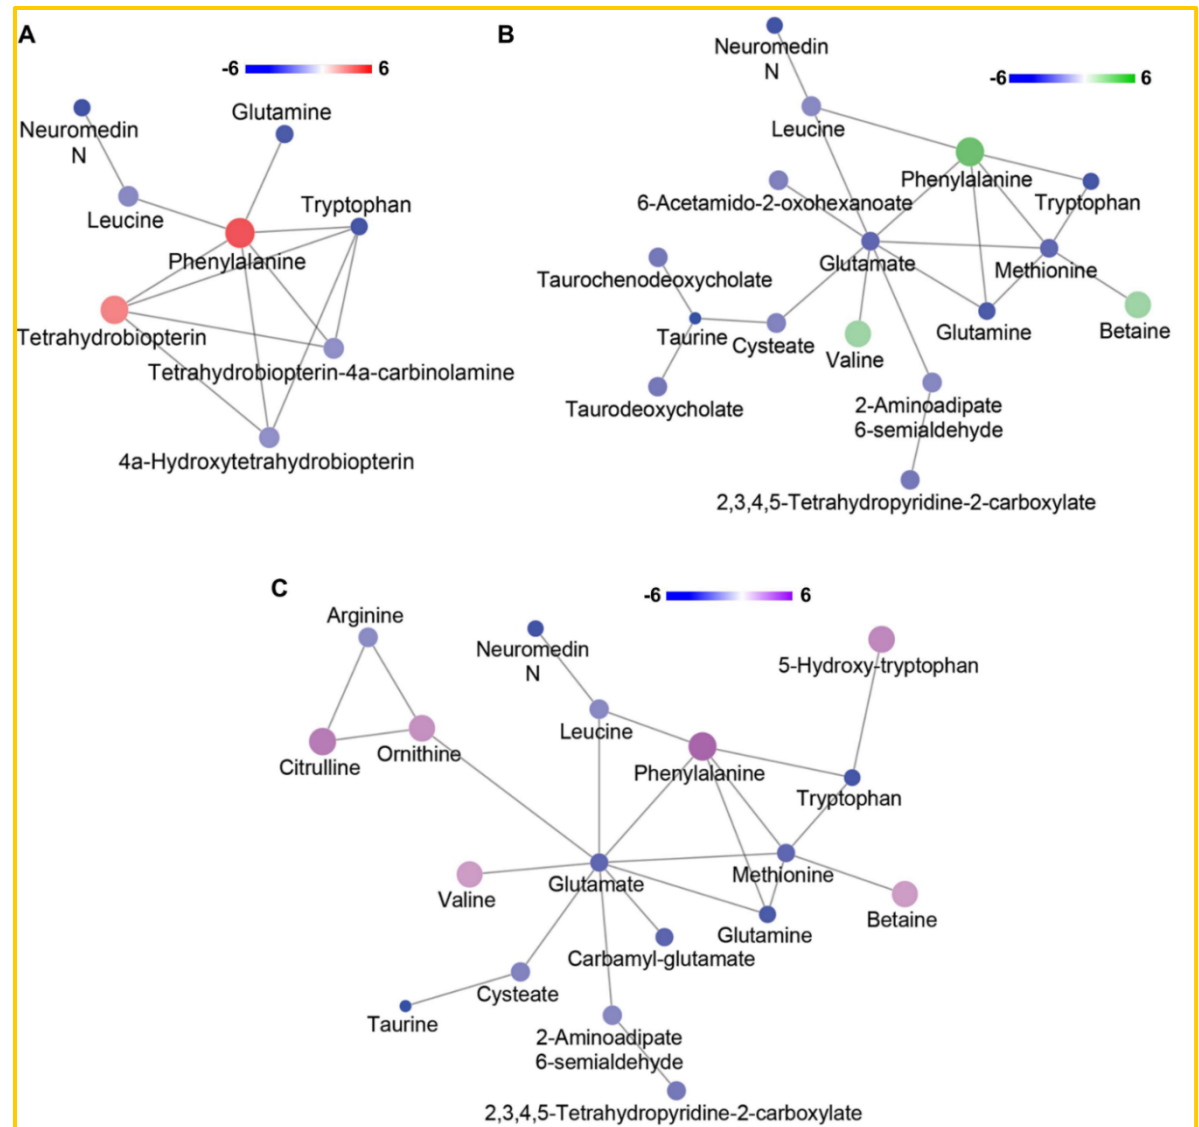 A
-6 6
Neuromedin
N
Glutamine
Leucine
Tryptophan
Phenylalanine
Tetrahydrobiopterin
Tetrahydrobiopterin-4a-carbinolamine
4a-Hydroxytetrahydrobiopterin
B
-6 6
Neuromedin
N
Leucine
Phenylalanine
6-Acetamido-2-oxohexanoate
Tryptophan
Glutamate
Methionine
Taurochenodeoxycholate
Taurine
Cysteate
Valine
Glutamine
Betaine
Taurodeoxycholate
2-Aminoadipate
6-semialdehyde
2,3,4,5-Tetrahydropyridine-2-carboxylate
C
-6 6
Arginine
Neuromedin
N
5-Hydroxy-tryptophan
Leucine
Citrulline
Ornithine
Phenylalanine
Tryptophan
Valine
Glutamate
Methionine
Betaine
Glutamine
Carbamyl-glutamate
Cysteate
Taurine
2-Aminoadipate
6-semialdehyde
2,3,4,5-Tetrahydropyridine-2-carboxylate